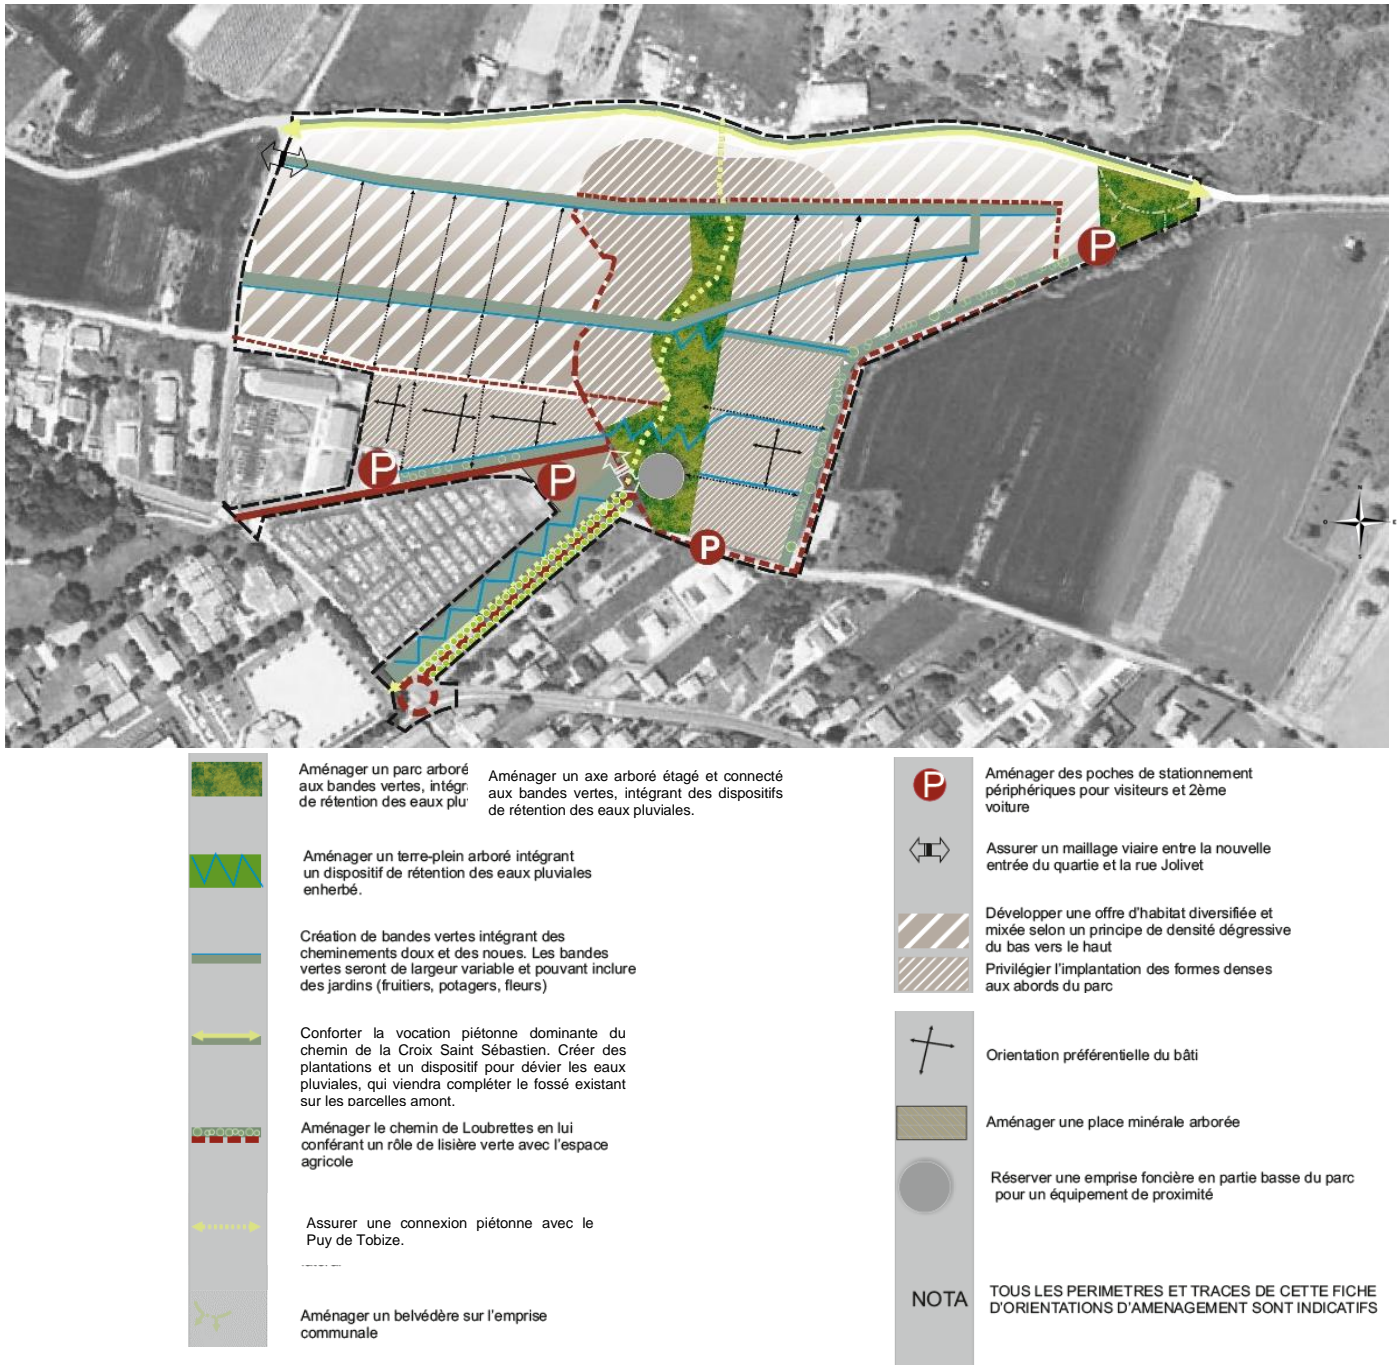 P
P
P
P
N
O
E
S
Aménager un parc arboré
aux bandes vertes, intégr
de rétention des eaux plu
Aménager un axe arboré étagé et connecté
aux bandes vertes, intégrant des dispositifs
de rétention des eaux pluviales.
Aménager un terre-plein arboré intégrant
un dispositif de rétention des eaux pluviales
enherbé.
Création de bandes vertes intégrant des
cheminements doux et des noues. Les bandes
vertes seront de largeur variable et pouvant inclure
des jardins (fruitiers, potagers, fleurs)
Conforter la vocation piétonne dominante du
chemin de la Croix Saint Sébastien. Créer des
plantations et un dispositif pour dévier les eaux
pluviales, qui viendra compléter le fossé existant
sur les parcelles amont.
Aménager le chemin de Loubrettes en lui
conférant un rôle de lisière verte avec l'espace
agricole
Assurer une connexion piétonne avec le
Puy de Tobize.
Aménager un belvédère sur l'emprise
communale
P
Aménager des poches de stationnement
périphériques pour visiteurs et 2ème
voiture
Assurer un maillage viaire entre la nouvelle
entrée du quartie et la rue Jolivet
Développer une offre d'habitat diversifiée et
mixée selon un principe de densité dégressive
du bas vers le haut
Privilégier l'implantation des formes denses
aux abords du parc
Orientation préférentielle du bâti
Aménager une place minérale arborée
Réserver une emprise foncière en partie basse du parc
pour un équipement de proximité
NOTA
TOUS LES PERIMETRES ET TRACES DE CETTE FICHE
D'ORIENTATIONS D'AMENAGEMENT SONT INDICATIFS